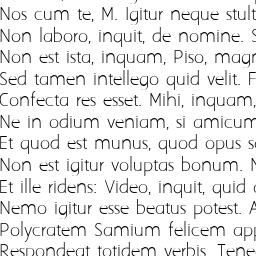 Nos cum te, M. Igitur neque stult
Non laboro, inquit, de nomine. S
Non est ista, inquam, Piso, magn
Sed tamen intellego quid velit. F
Confecta res esset. Mihi, inquam,
Ne in odium veniam, si amicum
Et quod est munus, quod opus s
Non est igitur voluptas bonum. N
Et ille ridens: Video, inquit, quid
Nemo igitur esse beatus potest. A
Polycratem Samium felicem app
Respondeat totidem verbis. Tene